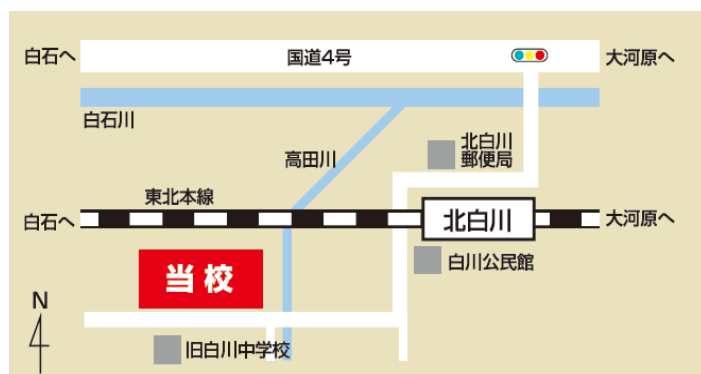 白石へ
国道4号
大河原へ
白石川
高田川
北白川
郵便局
東北本線
白石へ
北白川
大河原へ
当校
白川公民館
N
旧白川中学校